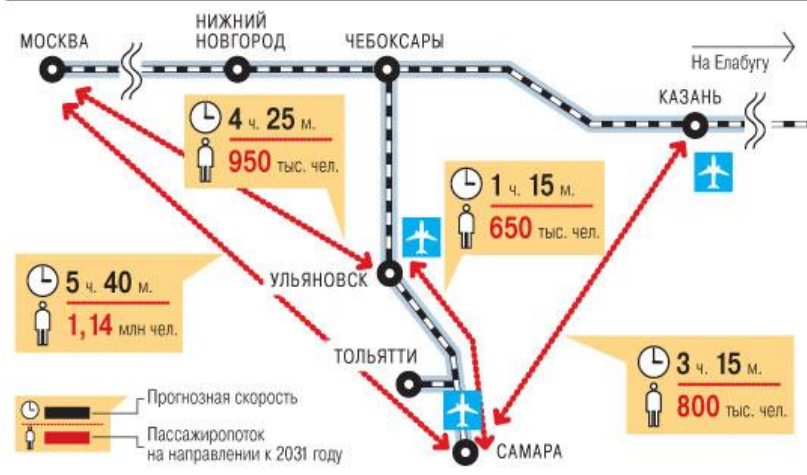 МОСКВА
НИЖНИЙ
НОВГОРОД
ЧЕБОКСАРЫ
На Елабугу
КАЗАНЬ
4 ч. 25 м.
950 тыс. чел.
1 ч. 15 м.
650 тыс. чел.
5 ч. 40 м.
1,14 млн чел.
УЛЬЯНОВСК
ТОЛЬЯТТИ
3 ч. 15 м.
800 тыс. чел.
САМАРА
Прогнозная скорость
Пассажиропоток
на направлении к 2031 году